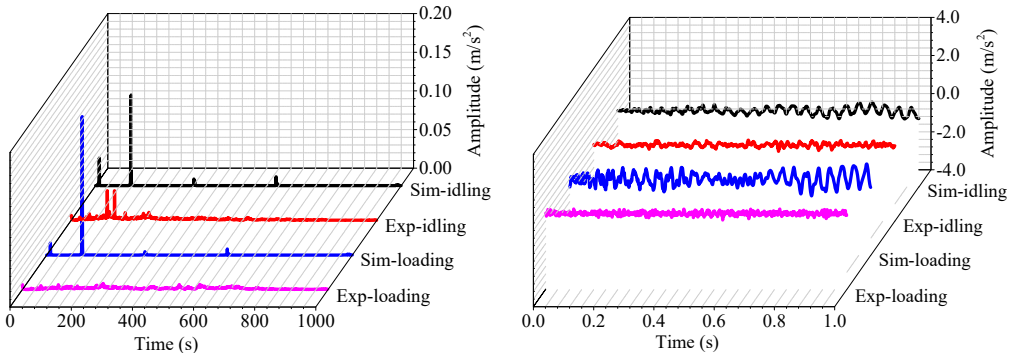 0.20
0.15
0.10
0.05
0.00
Amplitude (m/s²)
Sim-idling
Exp-idling
Sim-loading
Exp-loading
0 200 400 600 800 1000
Time (s)
4.0
2.0
0.0
-2.0
-4.0
Amplitude (m/s²)
Sim-idling
Exp-idling
Sim-loading
Exp-loading
0.0 0.2 0.4 0.6 0.8 1.0
Time (s)